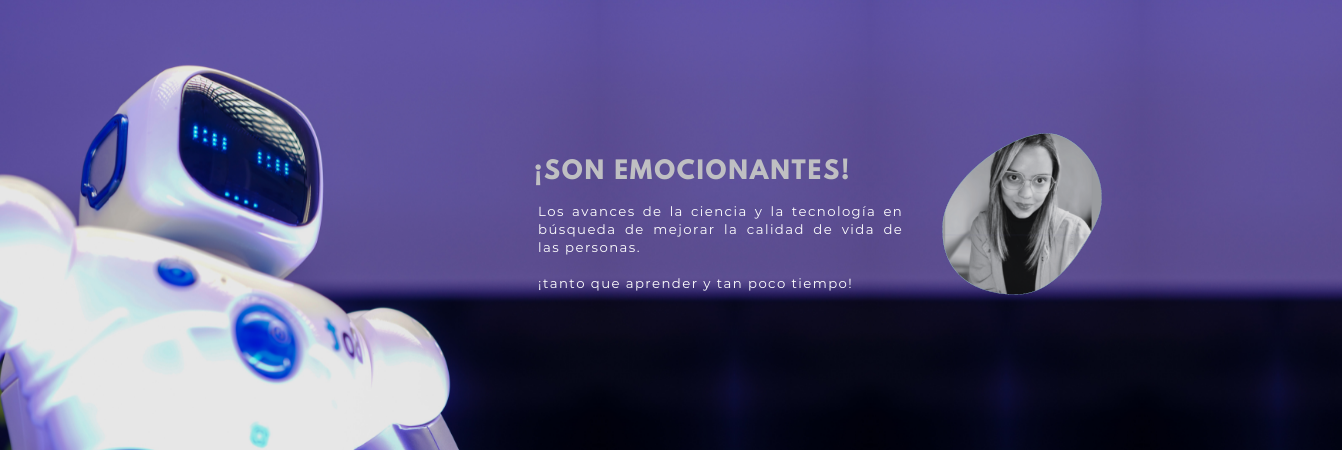 ¡SON EMOCIONANTES!
Los avances de la ciencia y la tecnología en
búsqueda de mejorar la calidad de vida de
las personas.
¡tanto que aprender y tan poco tiempo!